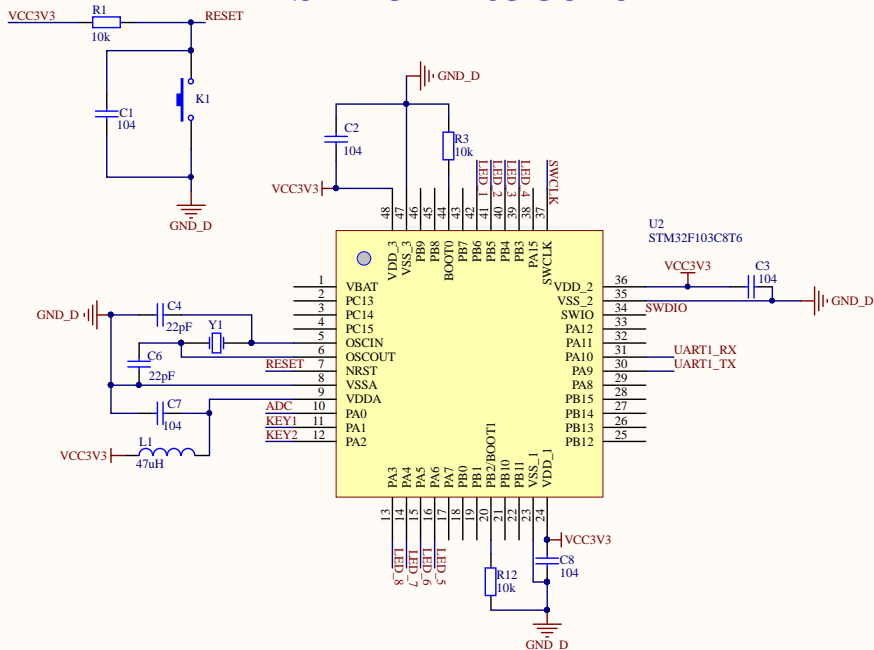 VCC3V3
R1
10k
RESET
C1
104
K1
GND_D
GND_D
C2
104
R3
10k
VCC3V3
LED_1
LED_2
LED_3
LED_4
SWCLK
48
47
46
45
44
43
42
41
40
39
38
37
VDD_3
VSS_3
PB9
PB8
BOOT0
PB7
PB6
PB5
PB4
PB3
PA15
SWCLK
U2
STM32F103C8T6
VCC3V3
C3
104
GND_D
SWDIO
UART1_RX
UART1_TX
1 VBAT
2 PC13
3 PC14
4 PC15
5 OSCIN
6 OSCOUT
7 NRST
8 VSSA
9 VDDA
10 PA0
11 PA1
12 PA2
VDD_2 36
VSS_2 35
SWIO 34
PA12 33
PA11 32
PA10 31
PA9 30
PA8 29
PB15 28
PB14 27
PB13 26
PB12 25
GND_D
C4
22pF
Y1
C6
22pF
RESET
C7
104
ADC
KEY1
KEY2
VCC3V3
L1
47uH
PA3
PA4
PA5
PA6
PA7
PB0
PB1
PB2/BOOT1
PB10
PB11
VSS_1
VDD_1
13
14
15
16
17
18
19
20
21
22
23
24
LED_8
LED_7
LED_6
LED_5
R12
10k
VCC3V3
C8
104
GND_D